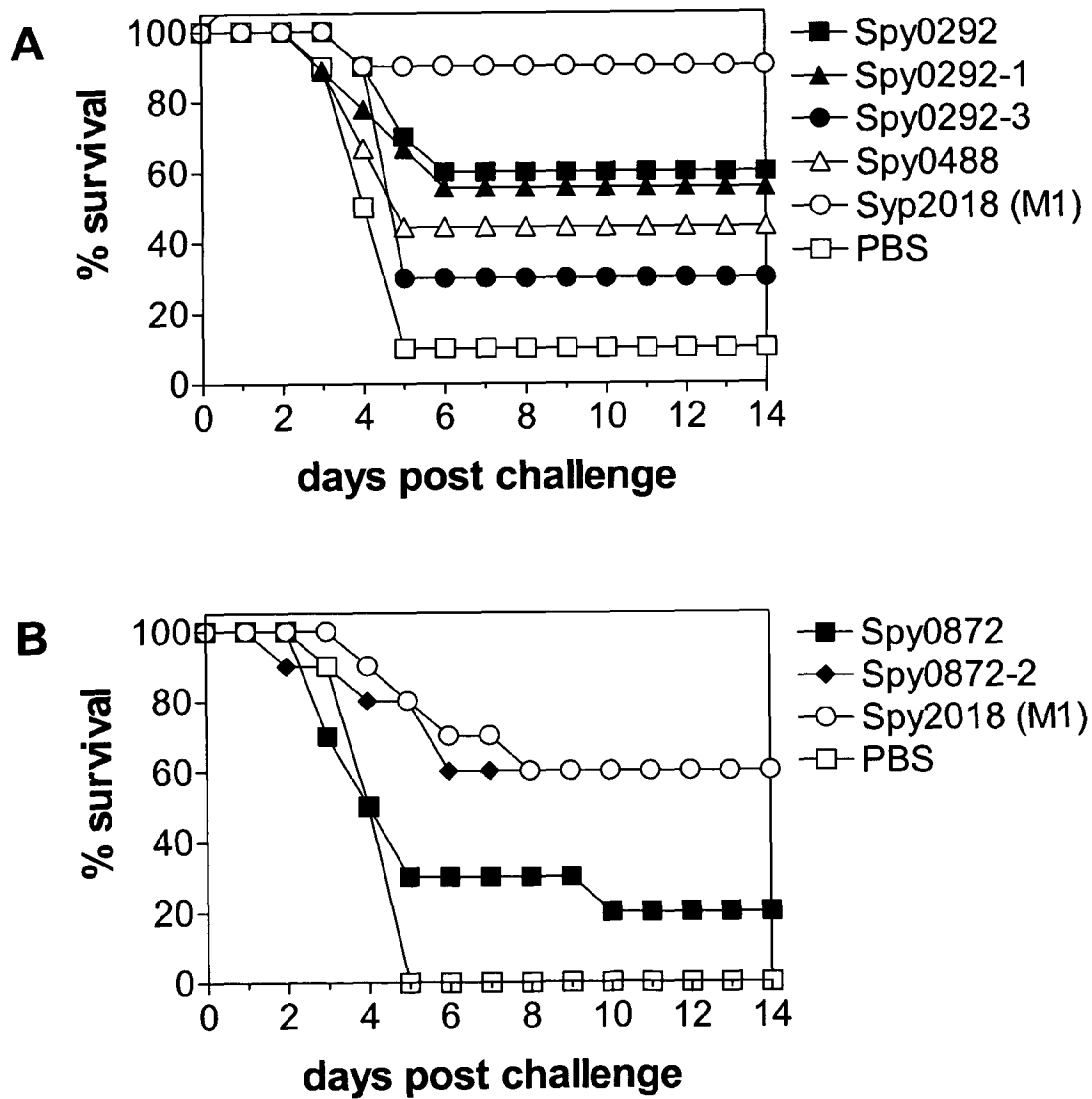 A
100
80
60
40
20
0
% survival
0 2 4 6 8 10 12 14
days post challenge
Spy0292
Spy0292-1
Spy0292-3
Spy0488
Syp2018 (M1)
PBS
B
100
80
60
40
20
0
% survival
0 2 4 6 8 10 12 14
days post challenge
Spy0872
Spy0872-2
Spy2018 (M1)
PBS